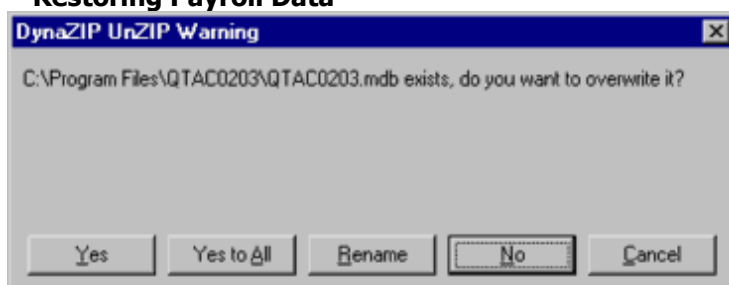 Restoring Payroll Data
DynaZIP UnZIP Warning
C:\Program Files\QTAC0203\QTAC0203.mdb exists, do you want to overwrite it?
Yes Yes to All Rename No Cancel